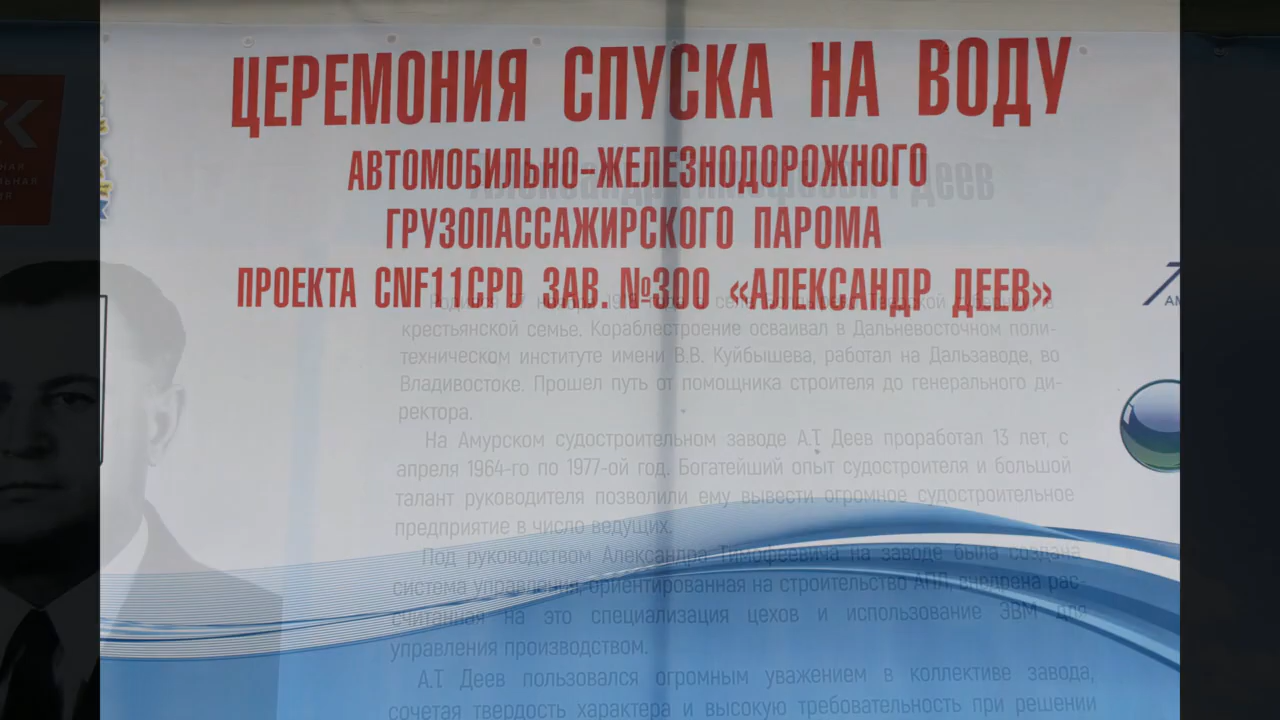 ЦЕРЕМОНИЯ СПУСКА НА ВОДУ
АВТОМОБИЛЬНО-ЖЕЛЕЗНОДОРОЖНОГО
Александр Тимофеевич Деев
ГРУЗОПАССАЖИРСКОГО ПАРОМА
ПРОЕКТА CNF11CPD ЗАВ. №300 «АЛЕКСАНДР ДЕЕВ»
Родился
крестьянской семье. Кораблестроение осваивал в Дальневосточном поли-
техническом институте имени В.В. Куйбышева, работал на Дальзаводе, во
Владивостоке. Прошел путь от помощника строителя до генерального ди-
ректора.
На Амурском судостроительном заводе А.Т. Деев проработал 13 лет, с
апреля 1964-го по 1977-ой год. Богатейший опыт судостроителя и большой
талант руководителя позволили ему вывести огромное судостроительное
предприятие в число ведущих.
Под руководством Александра Тимофеевича на заводе была создана
система управления, ориентированная на строительство АПЛ, внедрена рас-
считанная на это специализация цехов и использование ЭВМ для
управления производством.
А.Т. Деев пользовался огромным уважением в коллективе завода,
сочетая твердость характера и высокую требовательность при решении